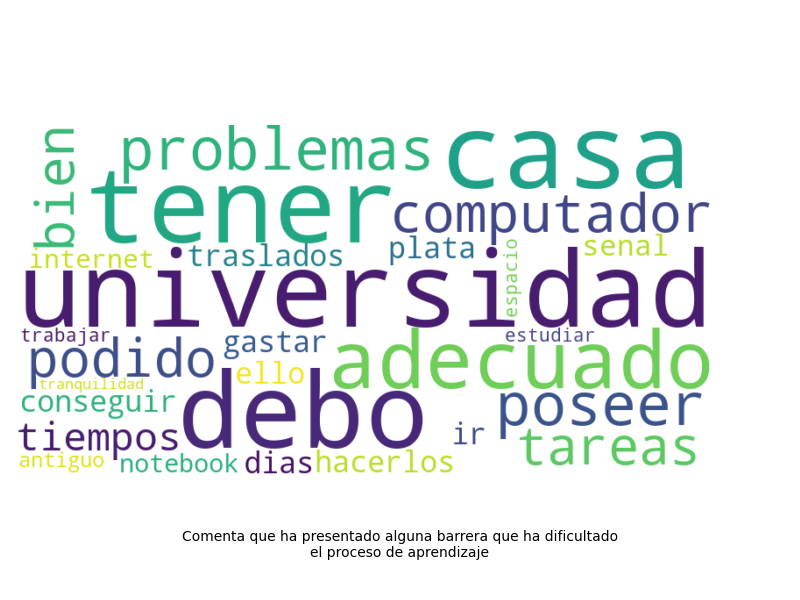 bien
problemas
casa
tener
computador
internet
traslados
plata
espacio
senal
universidad
trabajar
gastar
estudiar
podido
adecuado
tranquilidad
ello
debo
conseguir
poseer
tiempos
ir
tareas
antiguo
notebook
dias
hacerlos
Comenta que ha presentado alguna barrera que ha dificultado
el proceso de aprendizaje